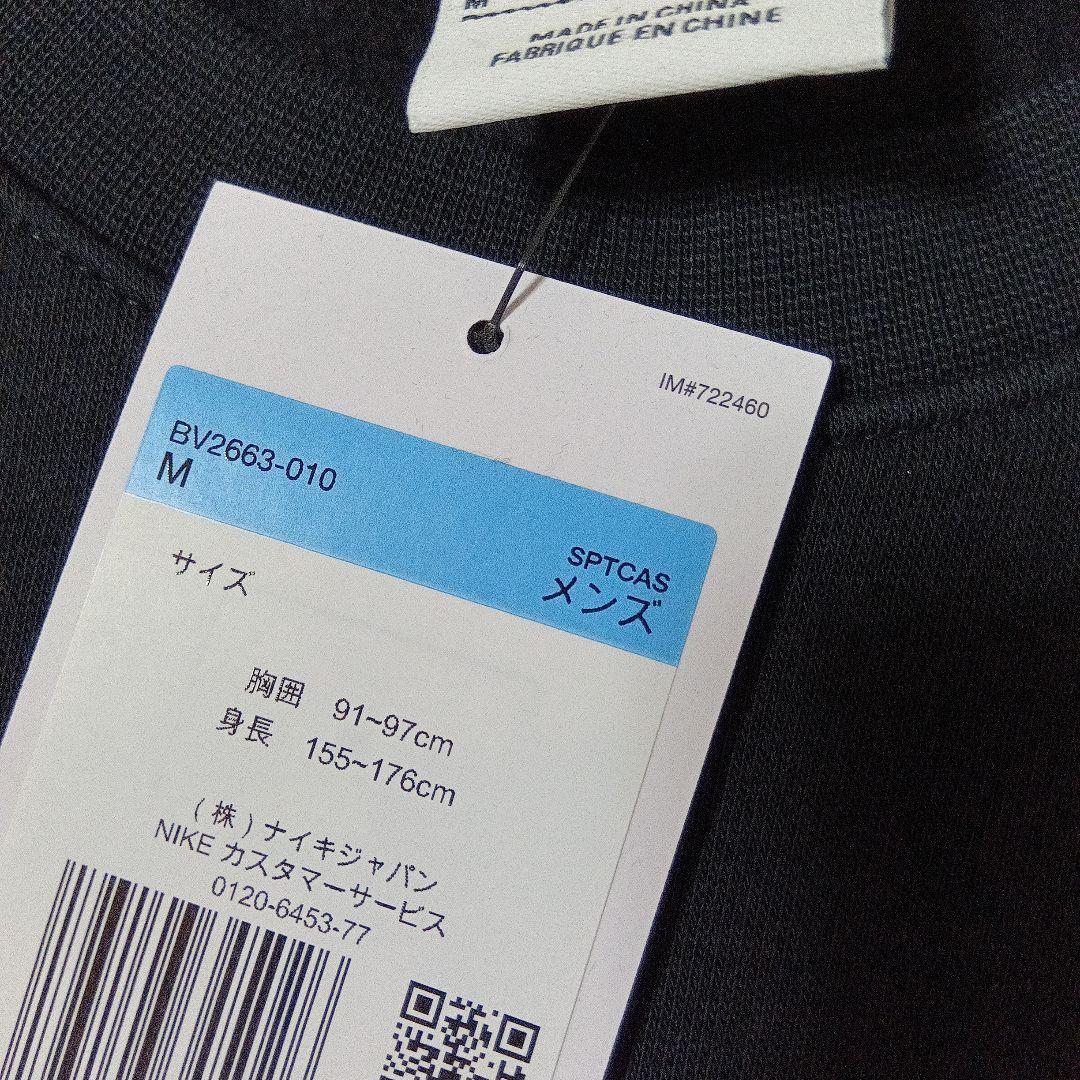 M
MADE IN CHINA
FABRIQUE EN CHINE
IM#722460
BV2663-010
M
SPTCAS
メンズ
サイズ
胸囲 91~97cm
身長 155~176cm
(株)ナイキジャパン
NIKE カスタマーサービス
0120-6453-77